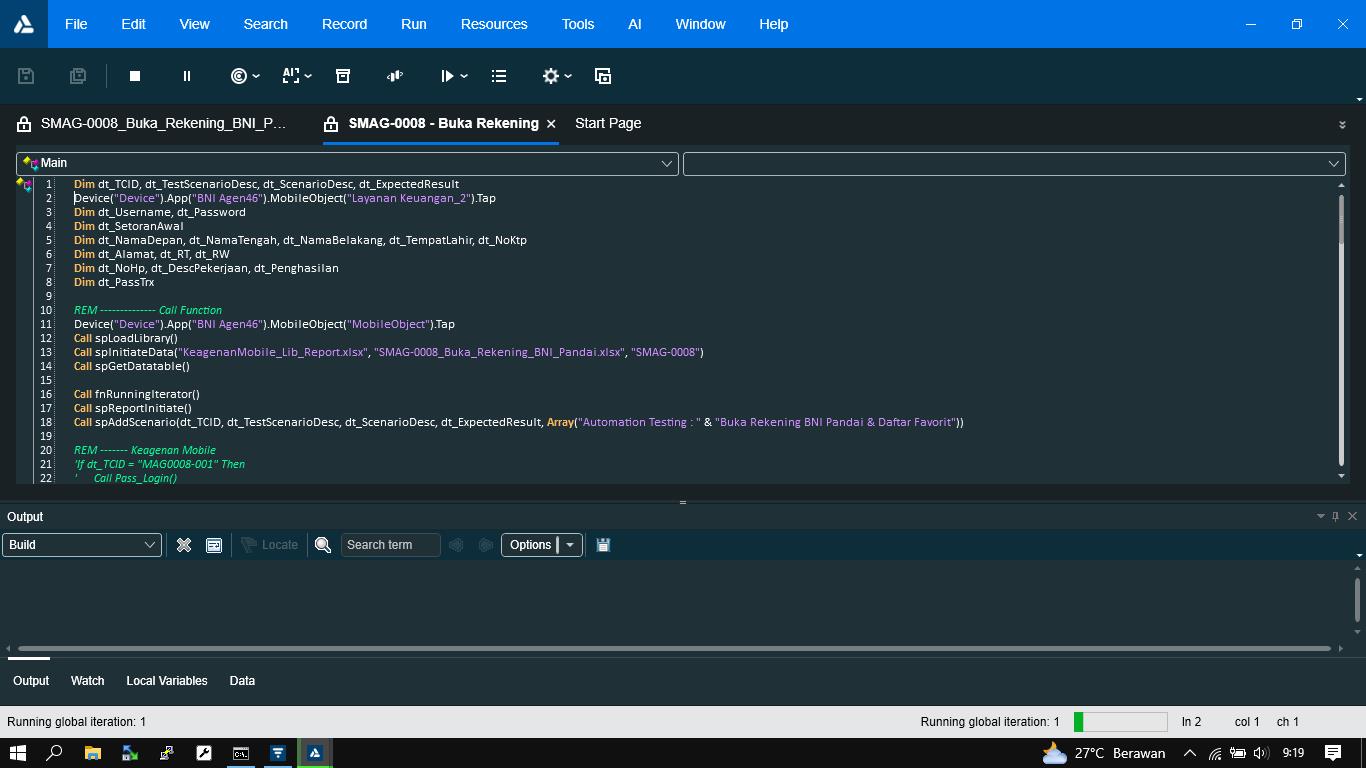 File Edit View Search Record Run Resources Tools AI Window Help
SMAG-0008_Buka_Rekening_BNI_P... SMAG-0008 - Buka Rekening Start Page
Main
1 Dim dt_TCID, dt_TestScenarioDesc, dt_ScenarioDesc, dt_ExpectedResult
2 Device("Device").App("BNI Agen46").MobileObject("Layanan Keuangan_2").Tap
3 Dim dt_Username, dt_Password
4 Dim dt_SetoranAwal
5 Dim dt_NamaDepan, dt_NamaTengah, dt_NamaBelakang, dt_TempatLahir, dt_NoKtp
6 Dim dt_Alamat, dt_RT, dt_RW
7 Dim dt_NoHp, dt_DescPekerjaan, dt_Penghasilan
8 Dim dt_PassTrx
9
10 REM -------------- Call Function
11 Device("Device").App("BNI Agen46").MobileObject("MobileObject").Tap
12 Call spLoadLibrary()
13 Call spInitiateData("KeagenanMobile_Lib_Report.xlsx", "SMAG-0008_Buka_Rekening_BNI_Pandai.xlsx", "SMAG-0008")
14 Call spGetDatatable()
15
16 Call fnRunningIterator()
17 Call spReportInitiate()
18 Call spAddScenario(dt_TCID, dt_TestScenarioDesc, dt_ScenarioDesc, dt_ExpectedResult, Array("Automation Testing : " & "Buka Rekening BNI Pandai & Daftar Favorit"))
19
20 REM ------- Keagenan Mobile
21 'If dt_TCID = "MAG0008-001" Then
22 ' Call Pass_Login()
Output
Build Locate Search term Options
Output Watch Local Variables Data
Running global iteration: 1 Running global iteration: 1 ln 2 col 1 ch 1
27°C Berawan 9:19